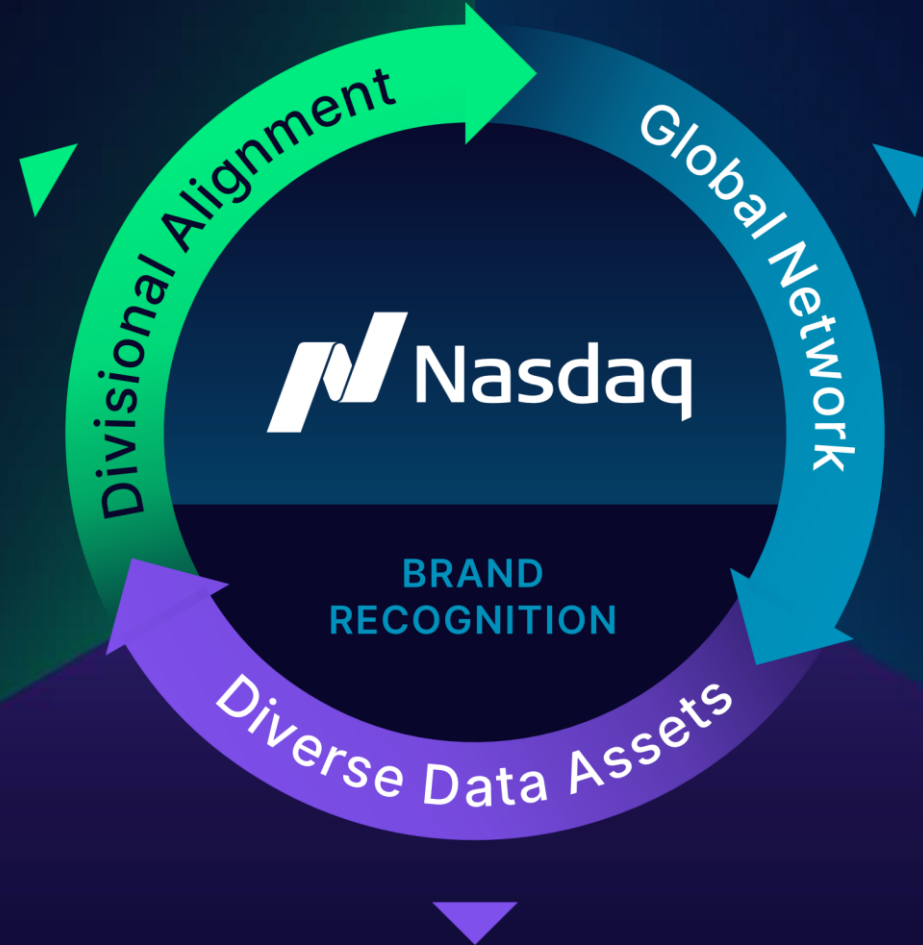 Divisional Alignment
Global Network
Nasdaq
BRAND
RECOGNITION
Diverse Data Assets